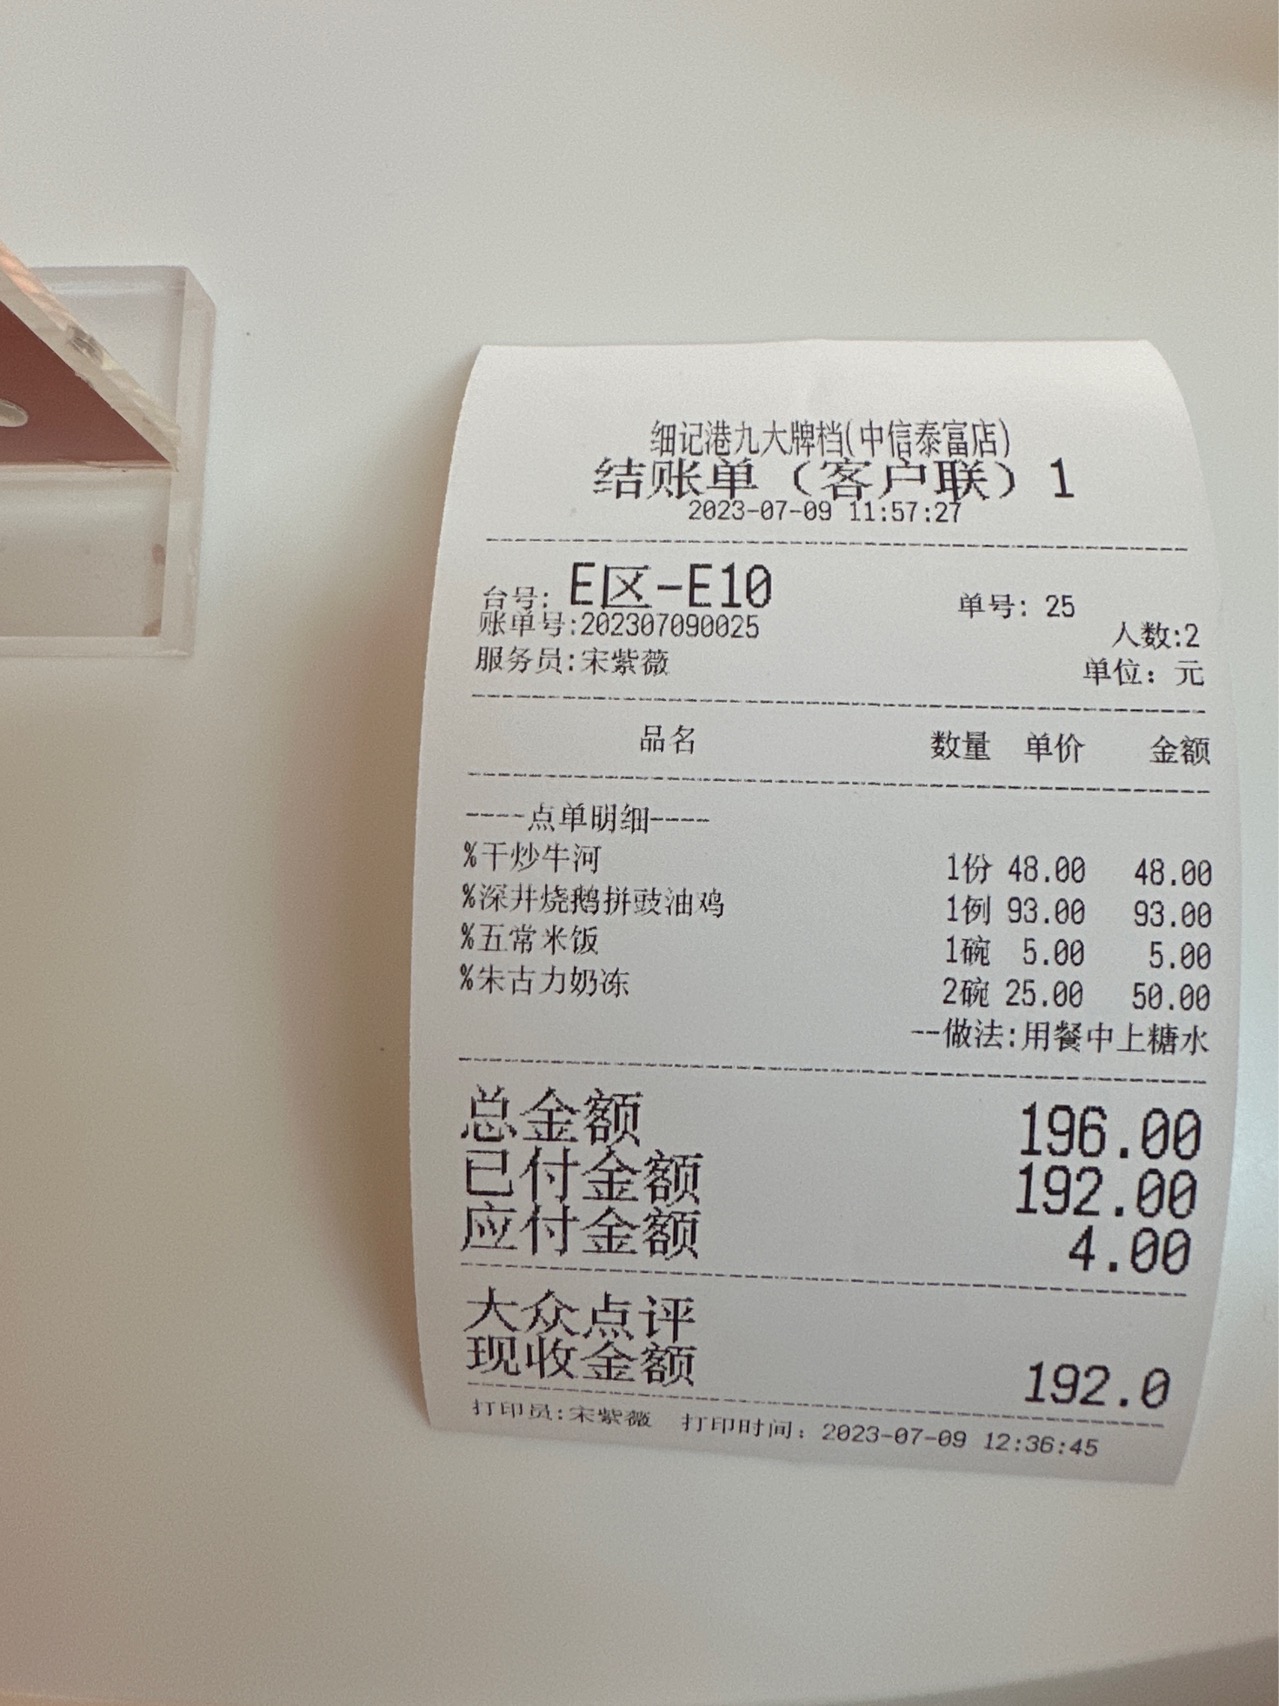 细记港九大牌档(中信泰富店)
结账单（客户联）1
2023-07-09 11:57:27
台号: E区-E10 单号: 25
账单号:202307090025 人数:2
服务员:宋紫薇 单位: 元
品名 数量 单价 金额
----点单明细----
%干炒牛河 1份 48.00 48.00
%深井烧鹅拼豉油鸡 1例 93.00 93.00
%五常米饭 1碗 5.00 5.00
%朱古力奶冻 2碗 25.00 50.00
--做法:用餐中上糖水
总金额 196.00
已付金额 192.00
应付金额 4.00
大众点评
现收金额 192.0
打印员:宋紫薇 打印时间: 2023-07-09 12:36:45